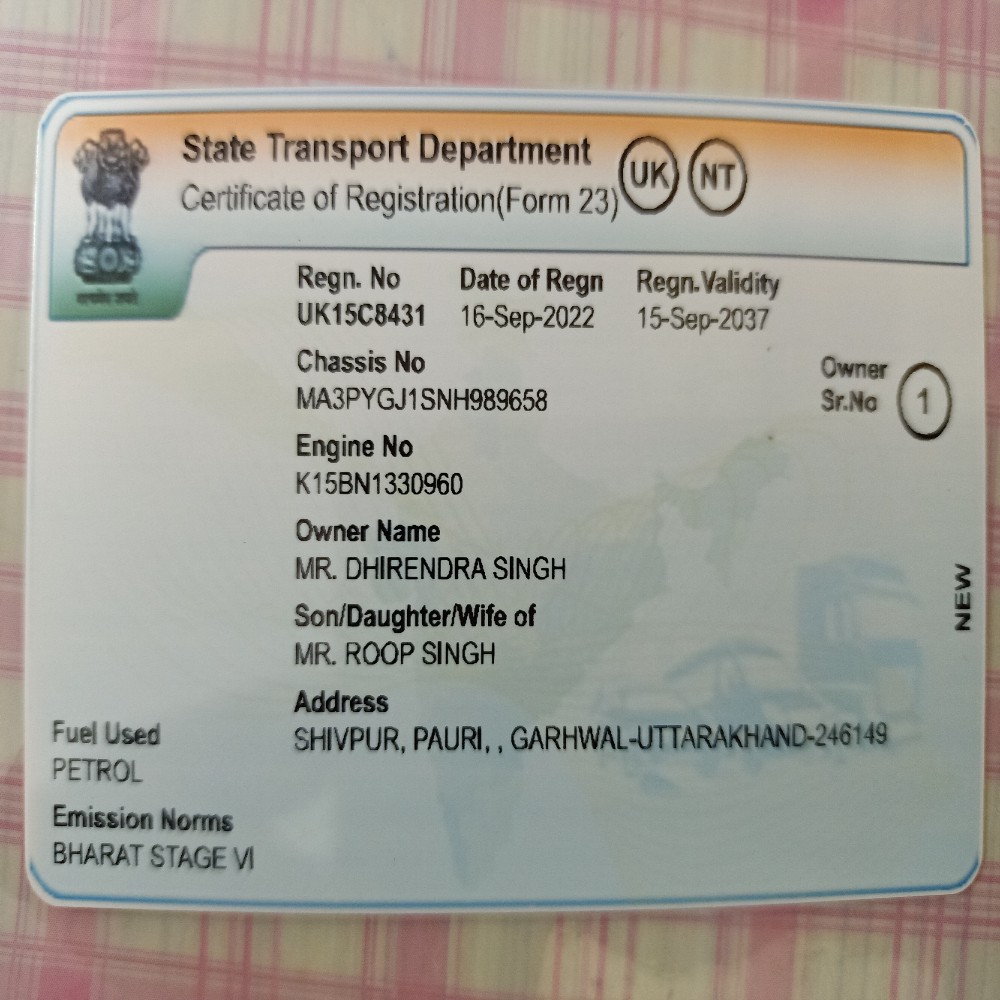 State Transport Department UK NT
Certificate of Registration(Form 23)
Regn. No Date of Regn Regn.Validity
UK15C8431 16-Sep-2022 15-Sep-2037
Chassis No
MA3PYGJ1SNH989658
Owner
Sr.No 1
Engine No
K15BN1330960
Owner Name
MR. DHIRENDRA SINGH
NEW
Son/Daughter/Wife of
MR. ROOP SINGH
Address
SHIVPUR, PAURI, , GARHWAL-UTTARAKHAND-246149
Fuel Used
PETROL
Emission Norms
BHARAT STAGE VI